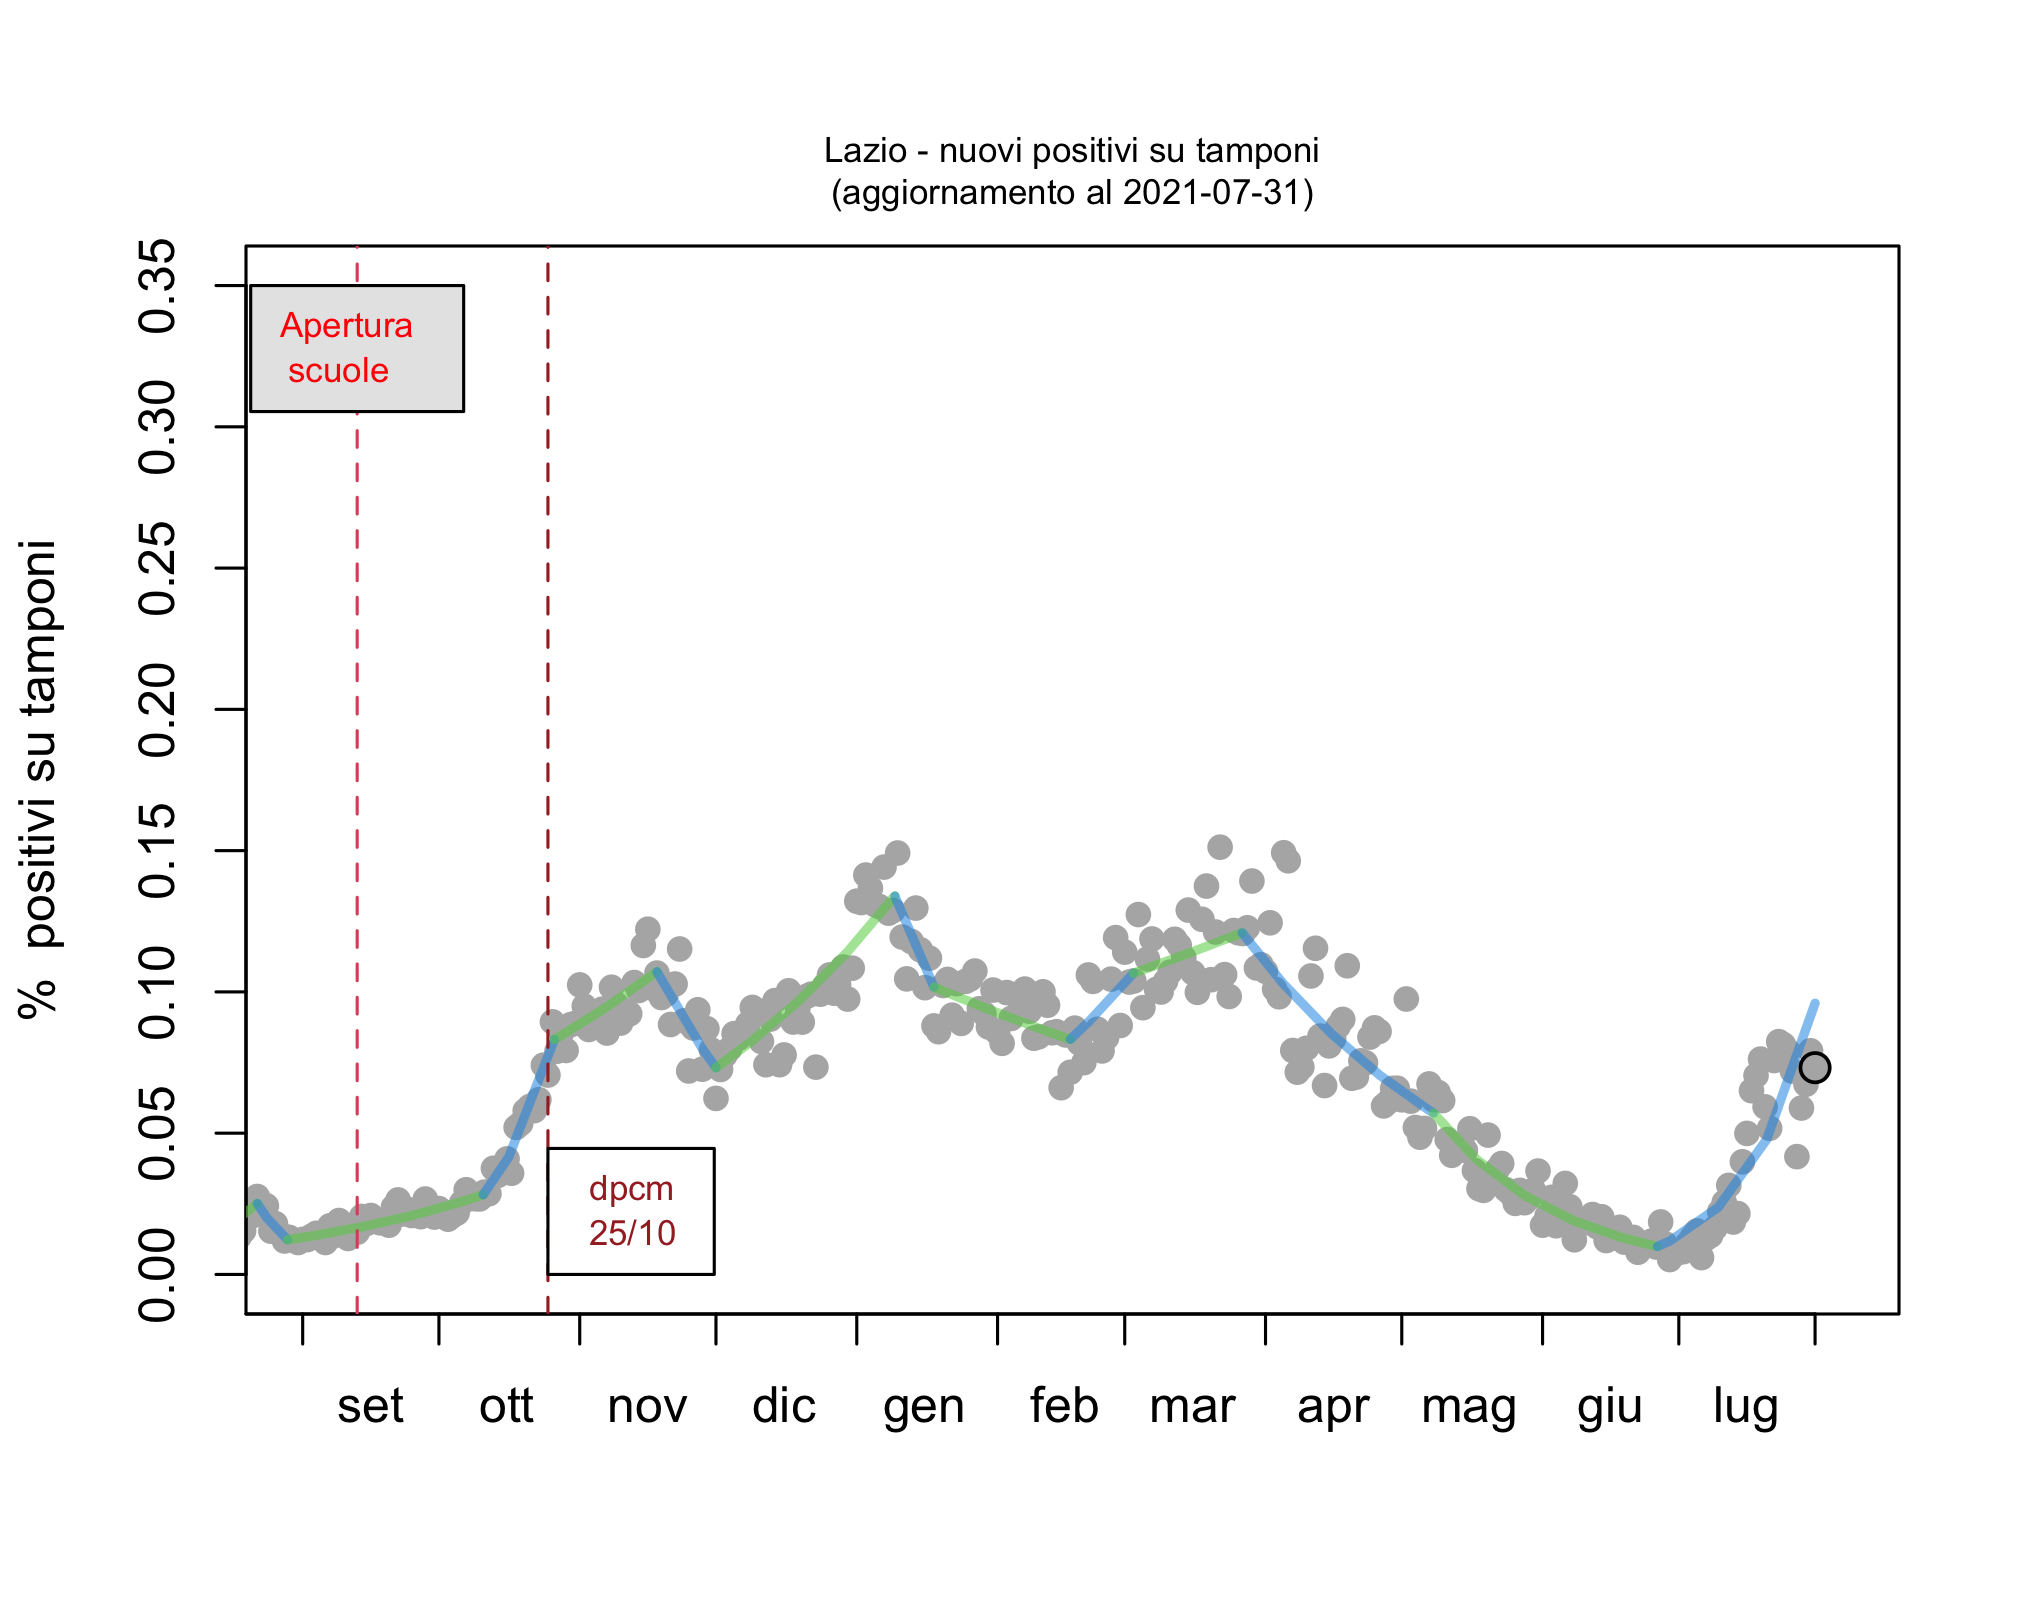 Lazio - nuovi positivi su tamponi
(aggiornamento al 2021-07-31)
% positivi su tamponi
0.35
0.30
0.25
0.20
0.15
0.10
0.05
0.00
Apertura
scuole
dpcm
25/10
set ott nov dic gen feb mar apr mag giu lug